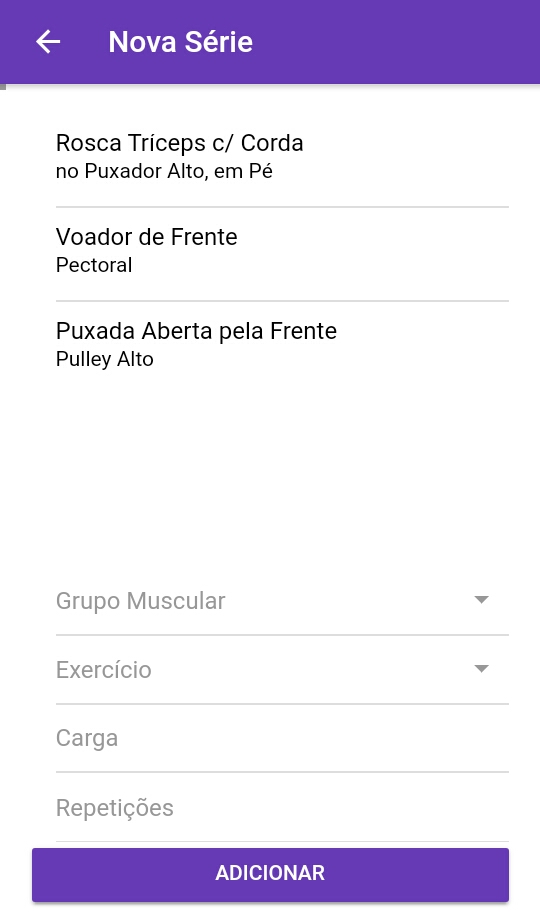 Nova Série
Rosca Tríceps c/ Corda
no Puxador Alto, em Pé
Voador de Frente
Pectoral
Puxada Aberta pela Frente
Pulley Alto
Grupo Muscular
Exercício
Carga
Repetições
ADICIONAR